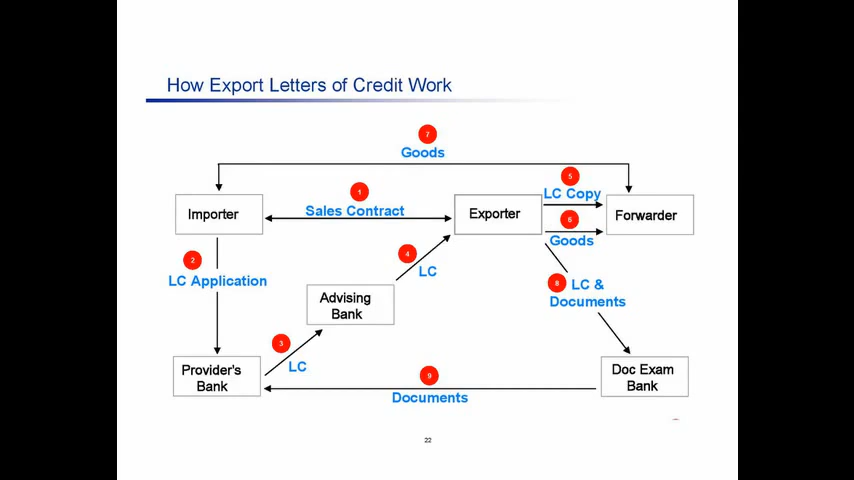 How Export Letters of Credit Work
7
Goods
1
Sales Contract
5
LC Copy
Importer
Exporter
Forwarder
6
Goods
2
LC Application
4
LC
8
LC &
Documents
Advising
Bank
3
LC
Provider's
Bank
9
Documents
Doc Exam
Bank
22